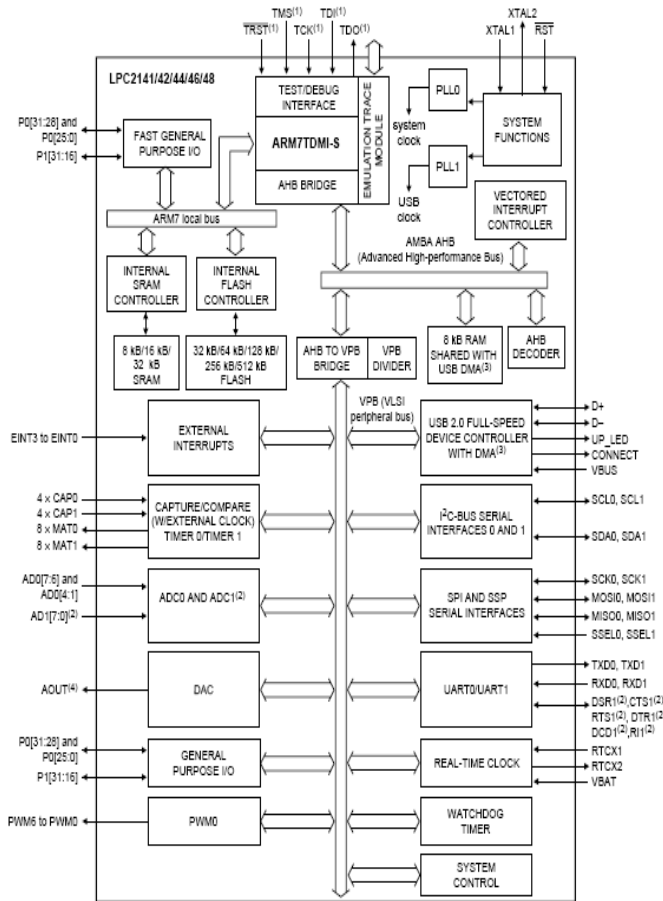 TMS(1)
TDI(1)
XTAL2
TRST(1)
TCK(1)
TDO(1)
XTAL1
RST
LPC2141/42/44/46/48
TEST/DEBUG
INTERFACE
ARM7TDMI-S
AHB BRIDGE
EMULATION TRACE
MODULE
PLL0
system
clock
PLL1
USB
clock
SYSTEM
FUNCTIONS
VECTORED
INTERRUPT
CONTROLLER
P0[31:28] and
P0[25:0]
P1[31:16]
FAST GENERAL
PURPOSE I/O
ARM7 local bus
AMBA AHB
(Advanced High-performance Bus)
INTERNAL
SRAM
CONTROLLER
INTERNAL
FLASH
CONTROLLER
8 kB/16 kB/
32 kB
SRAM
32 kB/64 kB/128 kB/
256 kB/512 kB
FLASH
AHB TO VPB
BRIDGE
VPB
DIVIDER
8 kB RAM
SHARED WITH
USB DMA(3)
AHB
DECODER
VPB (VLSI
peripheral bus)
EINT3 to EINT0
EXTERNAL
INTERRUPTS
USB 2.0 FULL-SPEED
DEVICE CONTROLLER
WITH DMA(3)
D+
D−
UP_LED
CONNECT
VBUS
4 × CAP0
4 × CAP1
8 × MAT0
8 × MAT1
CAPTURE/COMPARE
(W/EXTERNAL CLOCK)
TIMER 0/TIMER 1
I2C-BUS SERIAL
INTERFACES 0 AND 1
SCL0, SCL1
SDA0, SDA1
AD0[7:6] and
AD0[4:1]
AD1[7:0](2)
ADC0 AND ADC1(2)
SPI AND SSP
SERIAL INTERFACES
SCK0, SCK1
MOSI0, MOSI1
MISO0, MISO1
SSEL0, SSEL1
AOUT(4)
DAC
UART0/UART1
TXD0, TXD1
RXD0, RXD1
DSR1(2),CTS1(2)
RTS1(2), DTR1(2
DCD1(2),RI1(2)
P0[31:28] and
P0[25:0]
P1[31:16]
GENERAL
PURPOSE I/O
REAL-TIME CLOCK
RTCX1
RTCX2
VBAT
PWM6 to PWM0
PWM0
WATCHDOG
TIMER
SYSTEM
CONTROL